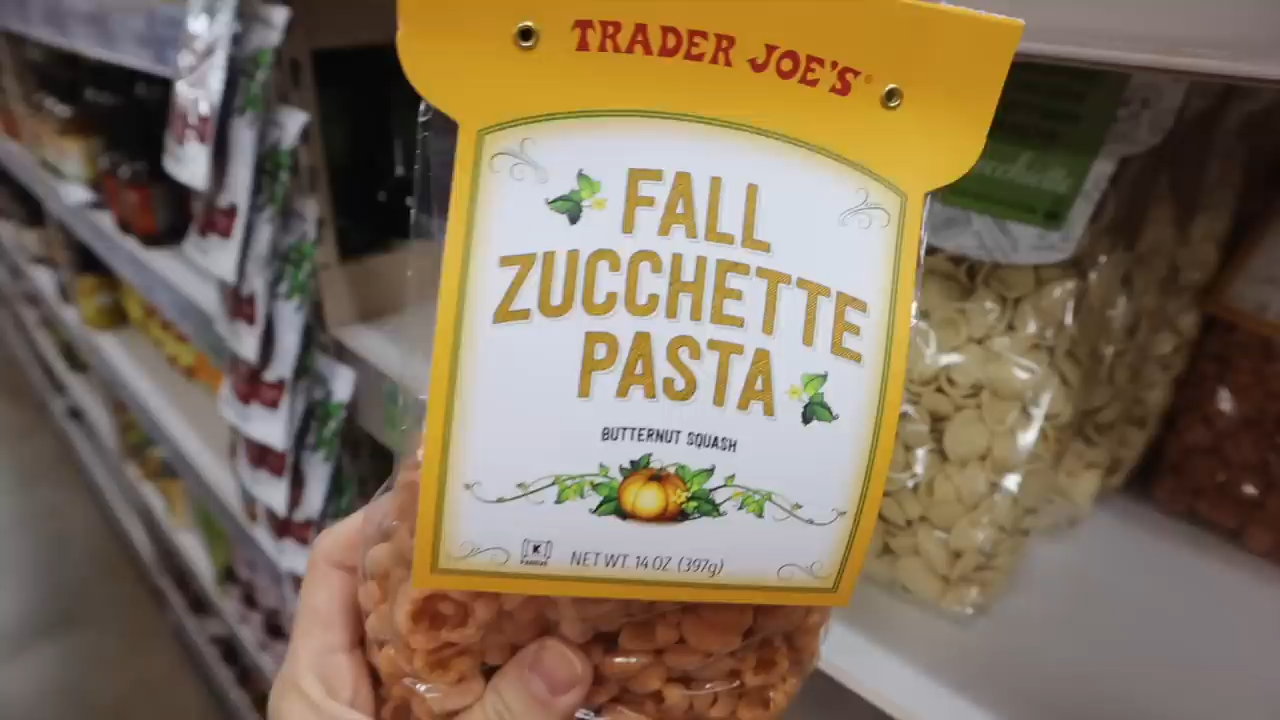 TRADER JOE'S
FALL
ZUCCHETTE
PASTA
BUTTERNUT SQUASH
K
NET WT. 14 OZ (397g)